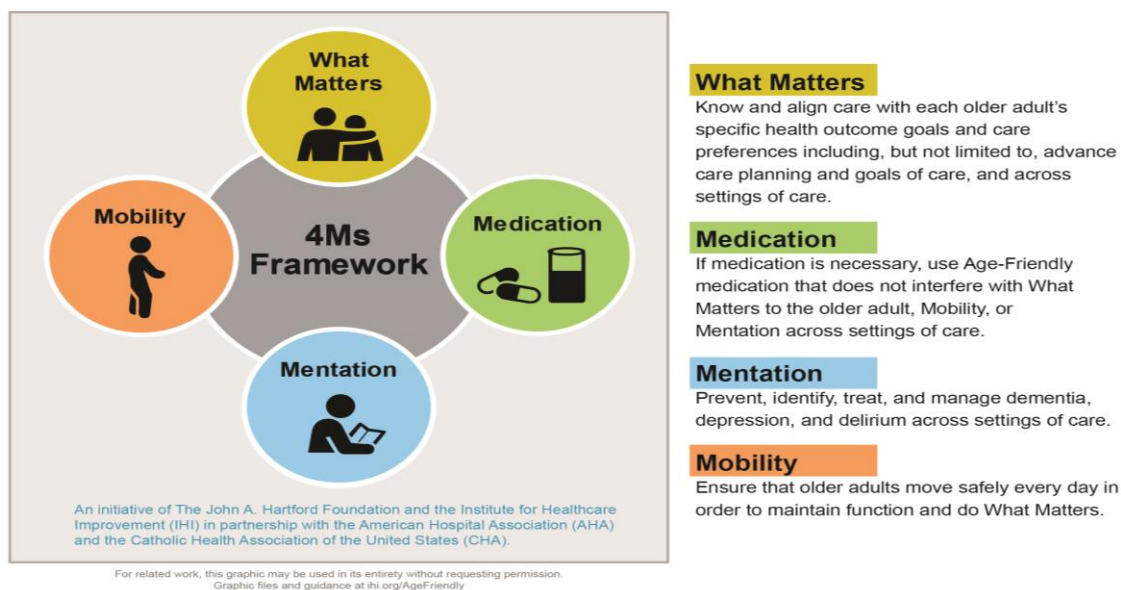 What
Matters
Mobility
4Ms
Framework
Medication
Mentation
An initiative of The John A. Hartford Foundation and the Institute for Healthcare
Improvement (IHI) in partnership with the American Hospital Association (AHA)
and the Catholic Health Association of the United States (CHA).
For related work, this graphic may be used in its entirety without requesting permission.
Graphic files and guidance at ihi.org/AgeFriendly
What Matters
Know and align care with each older adult's
specific health outcome goals and care
preferences including, but not limited to, advance
care planning and goals of care, and across
settings of care.
Medication
If medication is necessary, use Age-Friendly
medication that does not interfere with What
Matters to the older adult, Mobility, or
Mentation across settings of care.
Mentation
Prevent, identify, treat, and manage dementia,
depression, and delirium across settings of care.
Mobility
Ensure that older adults move safely every day in
order to maintain function and do What Matters.